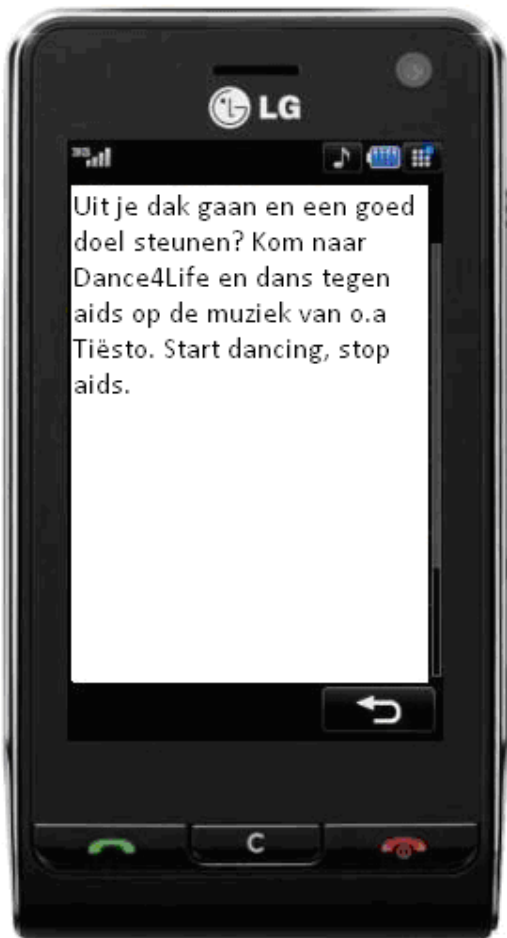 LG
3G
Uit je dak gaan en een goed
doel steunen? Kom naar
Dance4Life en dans tegen
aids op de muziek van o.a
Tiësto. Start dancing, stop
aids.
C